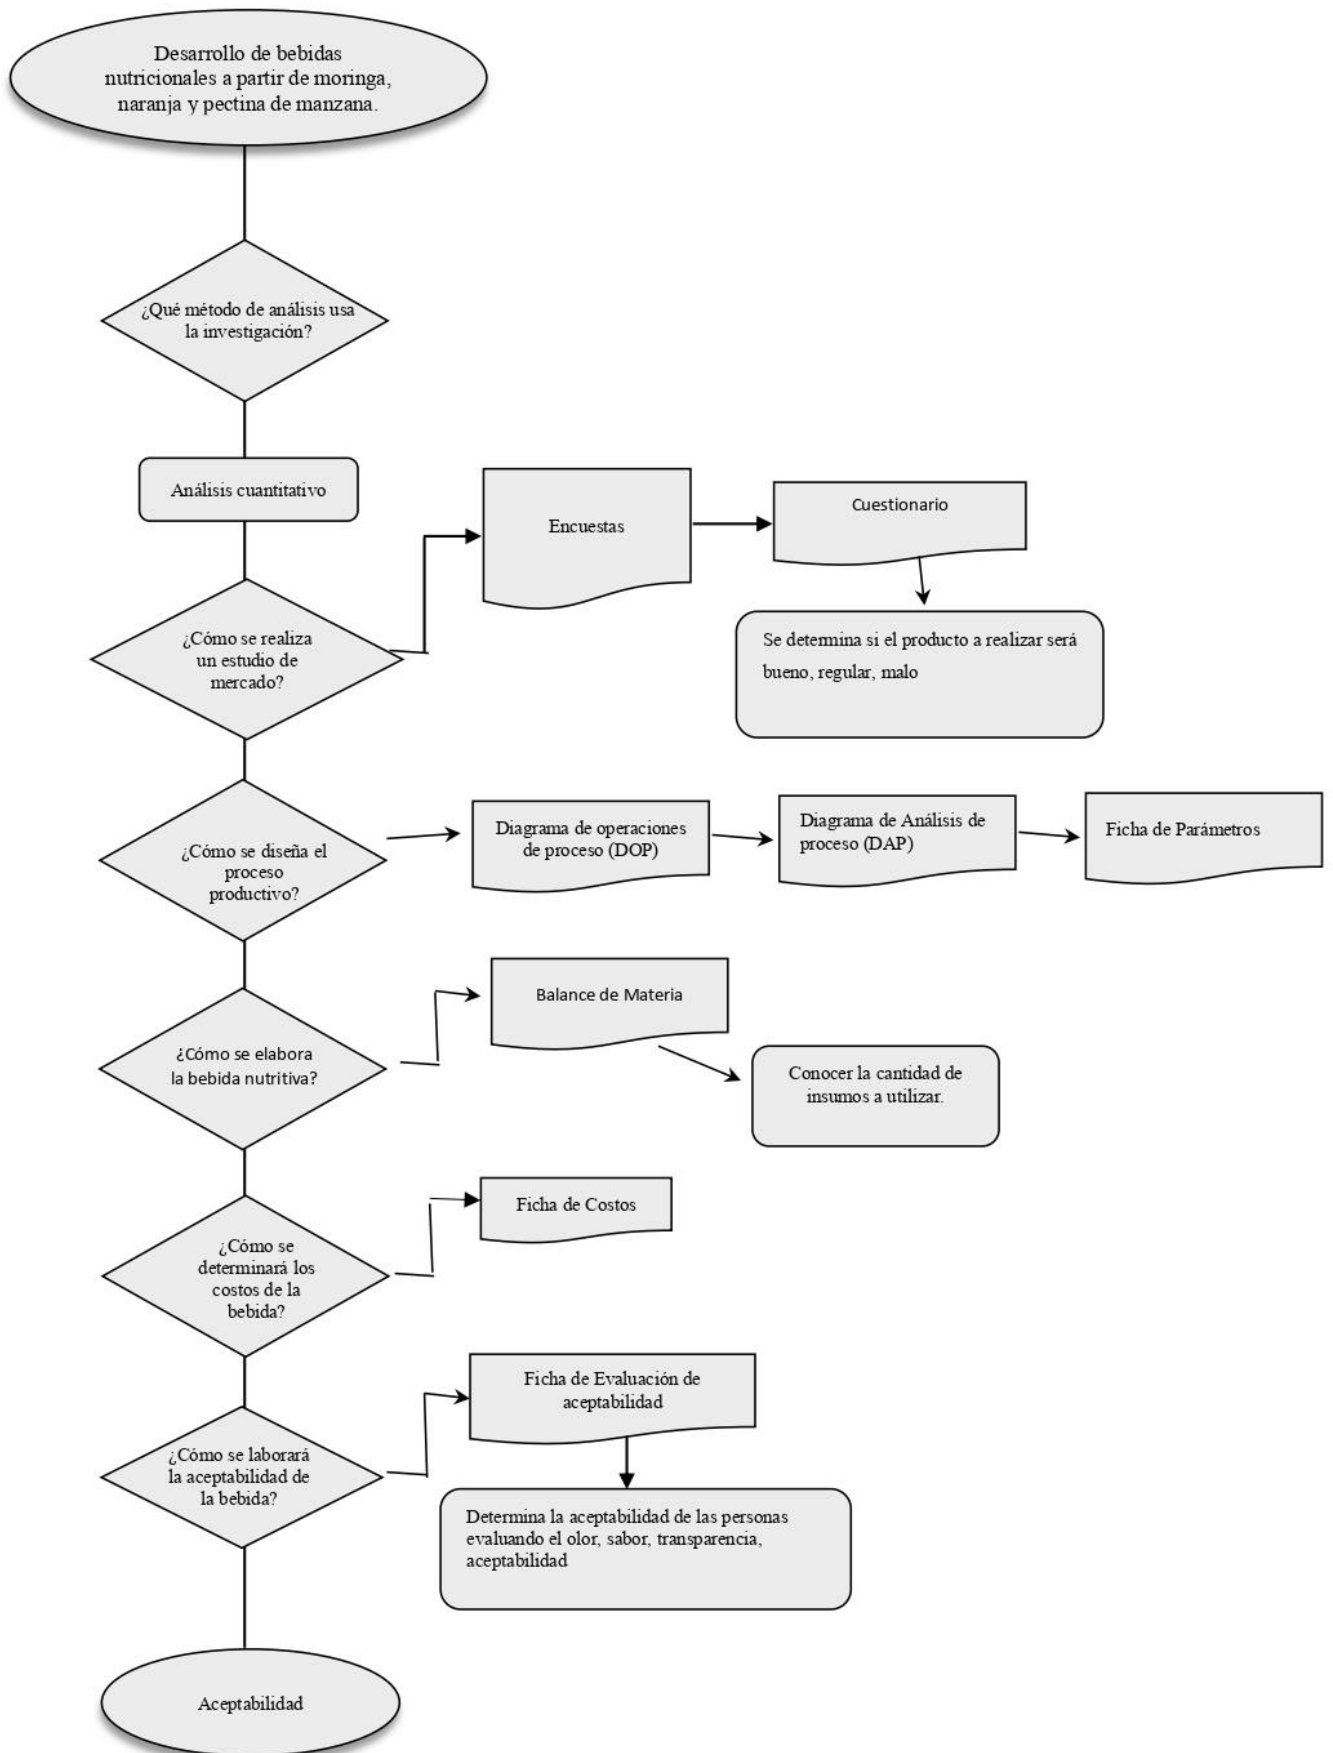 Desarrollo de bebidas
nutricionales a partir de moringa,
naranja y pectina de manzana.
¿Qué método de análisis usa
la investigación?
Análisis cuantitativo
Encuestas
Cuestionario
¿Cómo se realiza
un estudio de
mercado?
Se determina si el producto a realizar será
bueno, regular, malo
¿Cómo se diseña el
proceso
productivo?
Diagrama de operaciones
de proceso (DOP)
Diagrama de Análisis de
proceso (DAP)
Ficha de Parámetros
¿Cómo se elabora
la bebida nutritiva?
Balance de Materia
Conocer la cantidad de
insumos a utilizar.
¿Cómo se
determinará los
costos de la
bebida?
Ficha de Costos
¿Cómo se laborará
la aceptabilidad de
la bebida?
Ficha de Evaluación de
aceptabilidad
Determina la aceptabilidad de las personas
evaluando el olor, sabor, transparencia,
aceptabilidad
Aceptabilidad